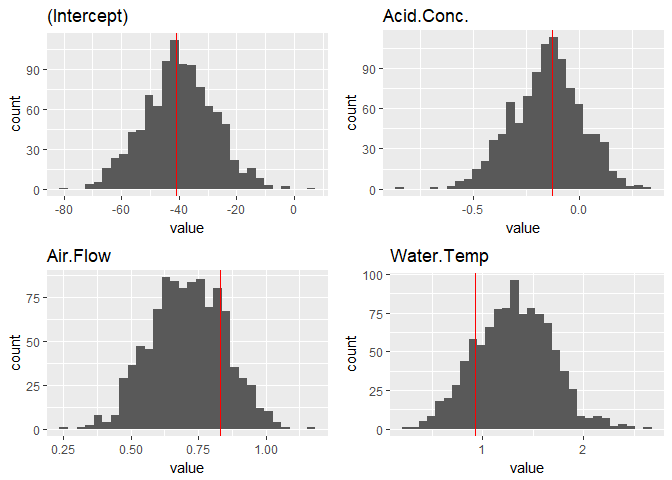 (Intercept)
90
60
30
0
count
-80
-60
-40
-20
0
value
Acid.Conc.
90
60
30
0
count
-0.5
0.0
value
Air.Flow
75
50
25
0
count
0.25
0.50
0.75
1.00
value
Water.Temp
100
75
50
25
0
count
1
2
value